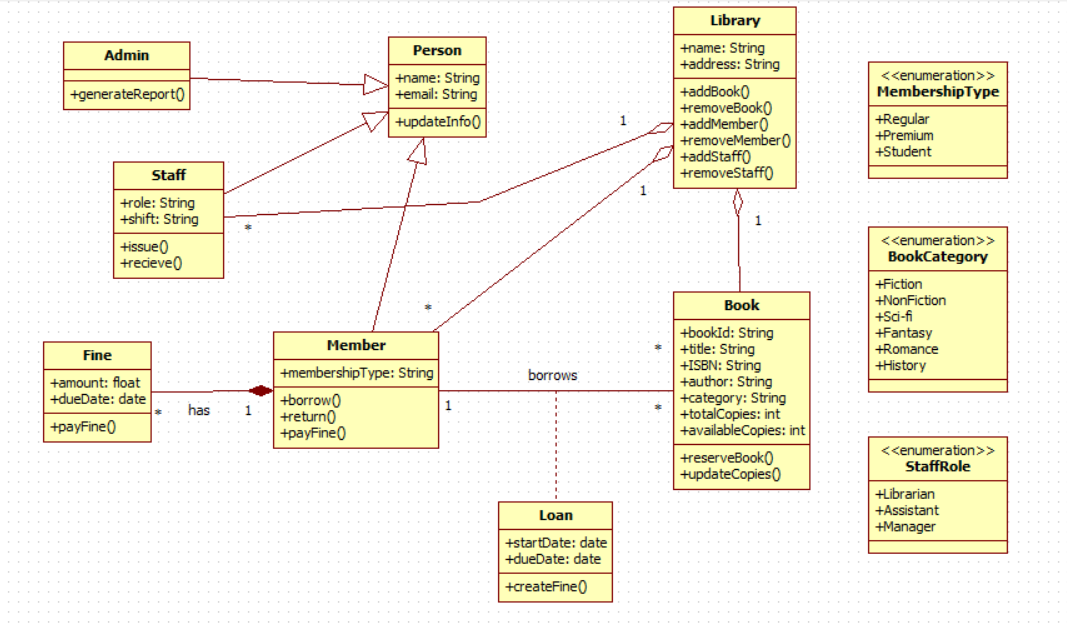 Admin
+generateReport()
Person
+name: String
+email: String
+updateInfo()
Library
+name: String
+address: String
+addBook()
+removeBook()
+addMember()
+removeMember()
+addStaff()
+removeStaff()
<<enumeration>>
MembershipType
+Regular
+Premium
+Student
Staff
+role: String
+shift: String
+issue()
+recieve()
1
*
1
*
1
*
<<enumeration>>
BookCategory
+Fiction
+NonFiction
+Sci-fi
+Fantasy
+Romance
+History
Fine
+amount: float
+dueDate: date
+payFine()
*
has
1
Member
+membershipType: String
+borrow()
+return()
+payFine()
1
borrows
*
Book
+bookId: String
+title: String
+ISBN: String
+author: String
+category: String
+totalCopies: int
+availableCopies: int
+reserveBook()
+updateCopies()
Loan
+startDate: date
+dueDate: date
+createFine()
<<enumeration>>
StaffRole
+Librarian
+Assistant
+Manager